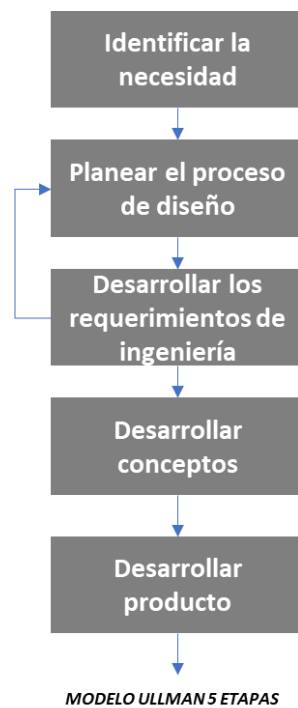 Identificar la
necesidad
Planear el proceso
de diseño
Desarrollar los
requerimientos de
ingeniería
Desarrollar
conceptos
Desarrollar
producto
MODELO ULLMAN 5 ETAPAS